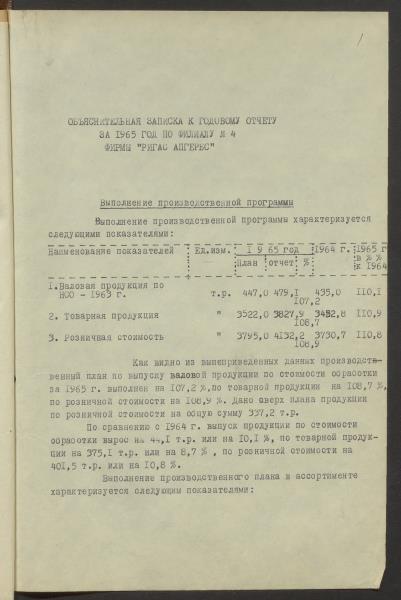 1
ОБЪЯСНИТЕЛЬНАЯ ЗАПИСКА К ГОДОВОМУ ОТЧЕТУ
ЗА 1965 ГОД ПО ФИЛИАЛУ № 4
ФИРМЫ "РИГАС АПГЕРБС"
Выполнение производственной программы
Выполнение производственной программы характеризуется
следующими показателями:
Наименование показателей Ед.изм. 1965 год 1964 г. 1965 г
план отчет % в %%
к 1964
1. Валовая продукция по
НСО - 1963 г. т.р. 447,0 479,1 435,0 110,1
107,2
2. Товарная продукция " 3522,0 3827,9 3452,8 110,9
108,7
3. Розничная стоимость " 3795,0 4132,2 3730,7 110,8
108,9
Как видно из вышеприведенных данных производст-
венный план по выпуску валовой продукции по стоимости обработки
за 1965 г. выполнен на 107,2 %, по товарной продукции на 108,7 %,
по розничной стоимости на 108,9 %. Дано сверх плана продукции
по розничной стоимости на общую сумму 337,2 т.р.
По сравнению с 1964 г. выпуск продукции по стоимости
обработки вырос на 44,1 т.р. или на 10,1 %, по товарной продук-
ции на 375,1 т.р. или на 8,7 % , по розничной стоимости на
401,5 т.р. или на 10,8 %.
Выполнение производственного плана в ассортименте
характеризуется следующим показателями: